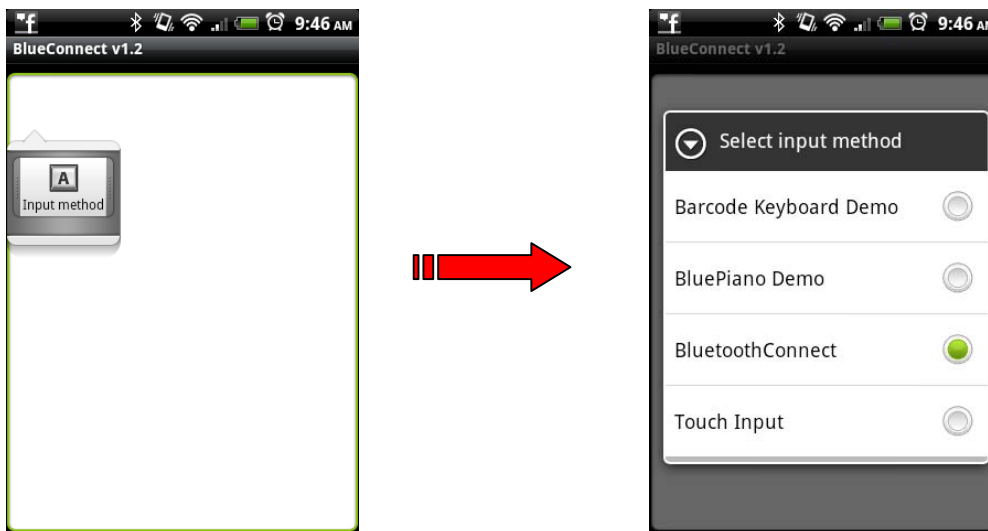 9:46 AM
BlueConnect v1.2
A
Input method
9:46 AM
BlueConnect v1.2
Select input method
Barcode Keyboard Demo
BluePiano Demo
BluetoothConnect
Touch Input